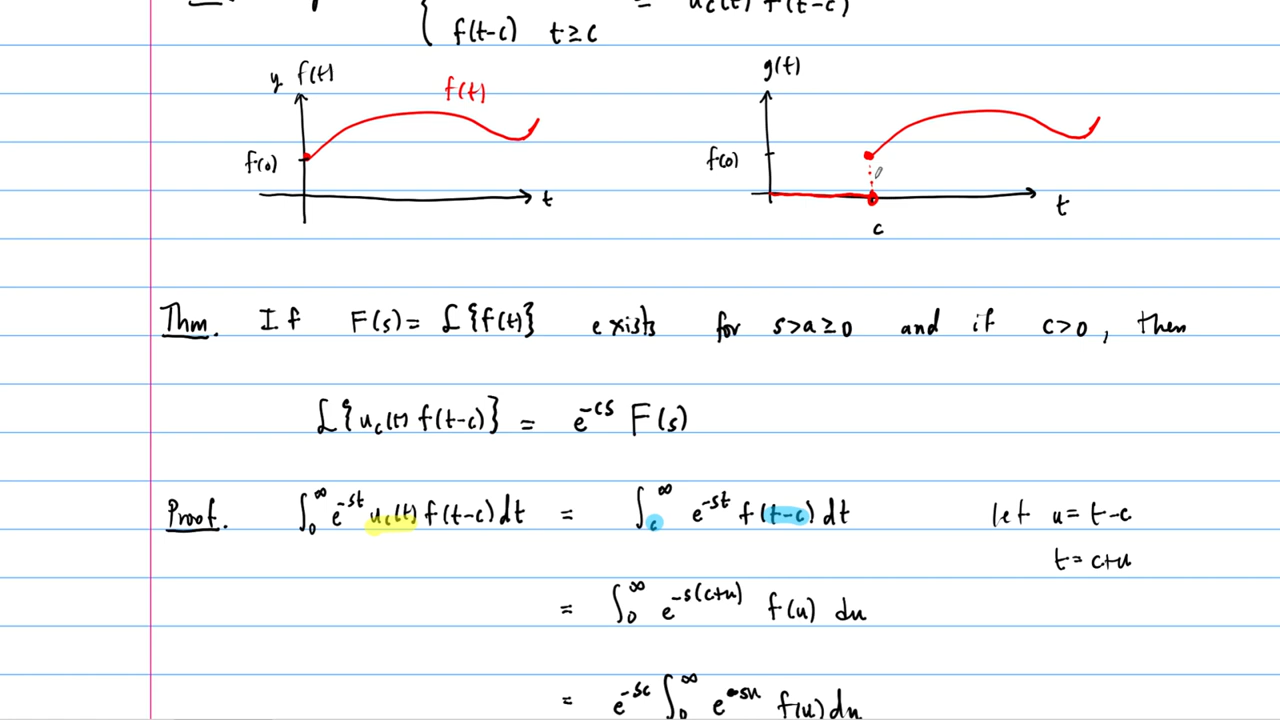 = u_c(t) f(t-c)
f(t-c) t ≥ c
y f(t)
f(t)
f(0)
t
g(t)
f(0)
c
t
Thm. If F(s) = ℒ{f(t)} exists for s>a≥0 and if c>0, then
ℒ{u_c(t) f(t-c)} = e^{-cs} F(s)
Proof. ∫_0^∞ e^{-st} u_c(t) f(t-c) dt = ∫_c^∞ e^{-st} f(t-c) dt let u = t-c
t = c+u
= ∫_0^∞ e^{-s(c+u)} f(u) du
= e^{-sc} ∫_0^∞ e^{-su} f(u) du